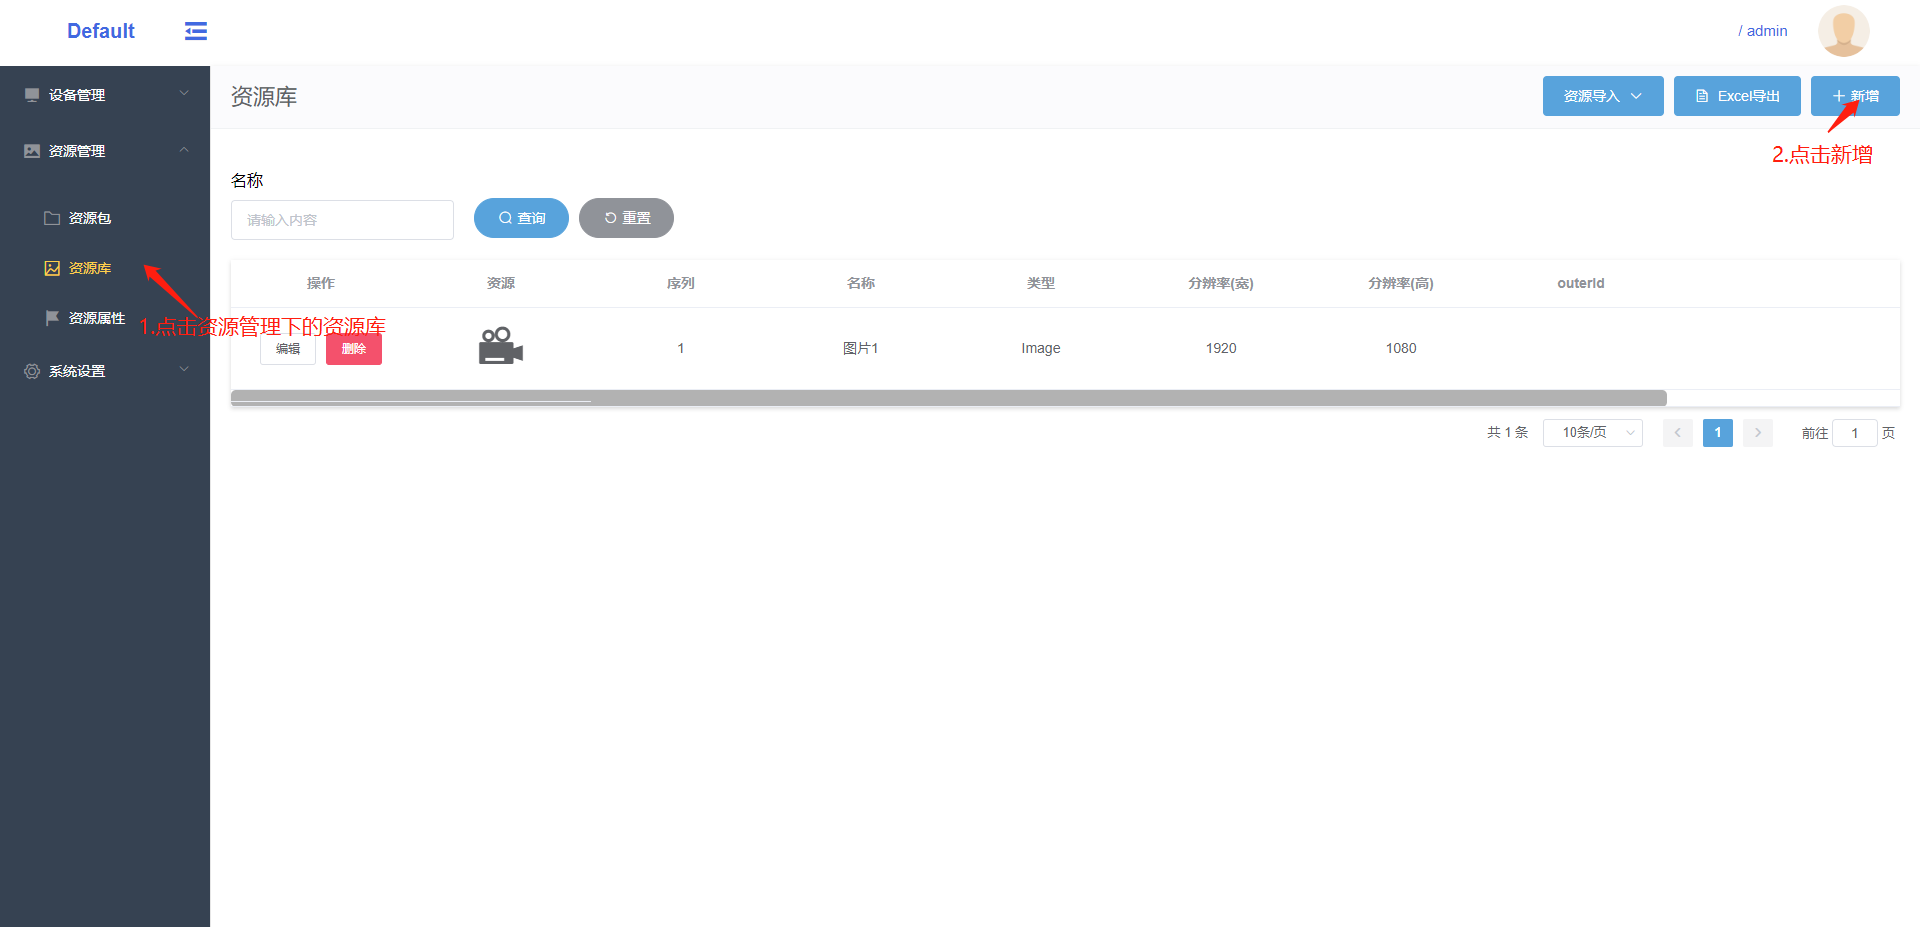 Default
/ admin
设备管理
资源管理
资源包
资源库
资源属性
系统设置
1.点击资源管理下的资源库
资源库
资源导入
Excel导出
新增
2.点击新增
名称
请输入内容
查询
重置
操作 资源 序列 名称 类型 分辨率(宽) 分辨率(高) outerId
编辑 删除 1 图片1 Image 1920 1080
共 1 条 10条/页 1 前往 1 页